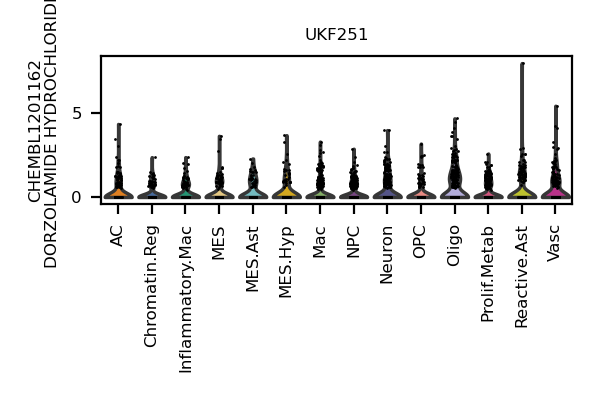 UKF251
CHEMBL1201162
DORZOLAMIDE HYDROCHLORIDE
5
0
AC
Chromatin.Reg
Inflammatory.Mac
MES
MES.Ast
MES.Hyp
Mac
NPC
Neuron
OPC
Oligo
Prolif.Metab
Reactive.Ast
Vasc